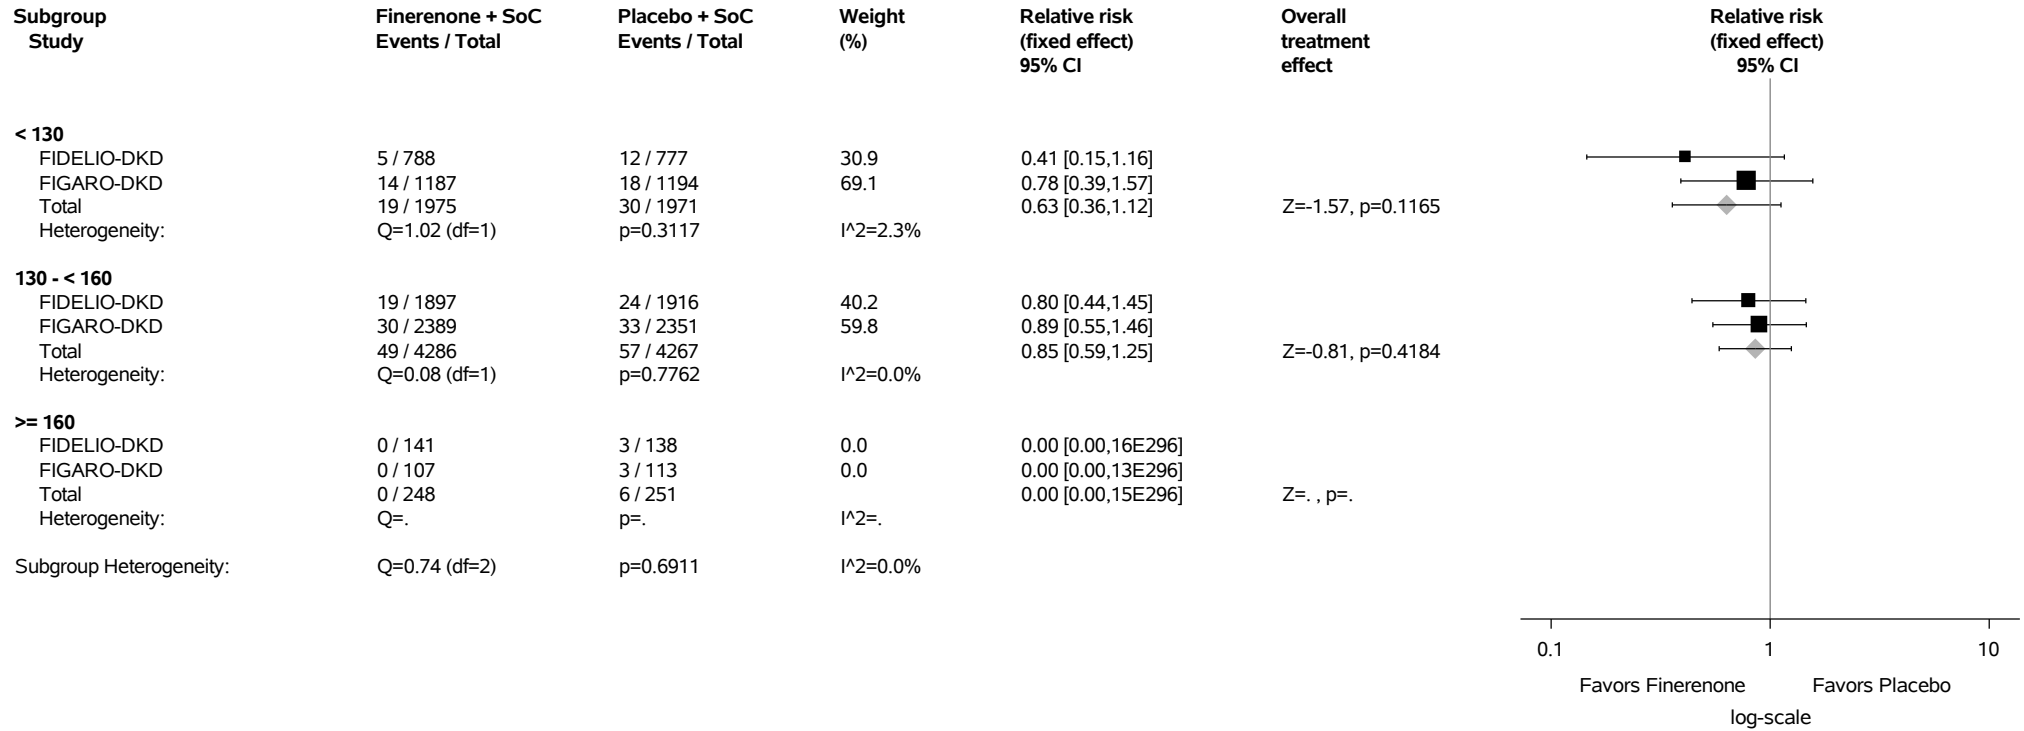 Subgroup Finerenone + SoC Placebo + SoC Weight Relative risk Overall Relative risk
Study Events / Total Events / Total (%) (fixed effect) treatment (fixed effect)
95% CI effect 95% CI
< 130
FIDELIO-DKD 5 / 788 12 / 777 30.9 0.41 [0.15,1.16]
FIGARO-DKD 14 / 1187 18 / 1194 69.1 0.78 [0.39,1.57]
Total 19 / 1975 30 / 1971 0.63 [0.36,1.12] Z=-1.57, p=0.1165
Heterogeneity: Q=1.02 (df=1) p=0.3117 I^2=2.3%
130 - < 160
FIDELIO-DKD 19 / 1897 24 / 1916 40.2 0.80 [0.44,1.45]
FIGARO-DKD 30 / 2389 33 / 2351 59.8 0.89 [0.55,1.46]
Total 49 / 4286 57 / 4267 0.85 [0.59,1.25] Z=-0.81, p=0.4184
Heterogeneity: Q=0.08 (df=1) p=0.7762 I^2=0.0%
>= 160
FIDELIO-DKD 0 / 141 3 / 138 0.0 0.00 [0.00,16E296]
FIGARO-DKD 0 / 107 3 / 113 0.0 0.00 [0.00,13E296]
Total 0 / 248 6 / 251 0.00 [0.00,15E296] Z=. , p=.
Heterogeneity: Q=. p=. I^2=.
Subgroup Heterogeneity: Q=0.74 (df=2) p=0.6911 I^2=0.0%
0.1 1 10
Favors Finerenone Favors Placebo
log-scale